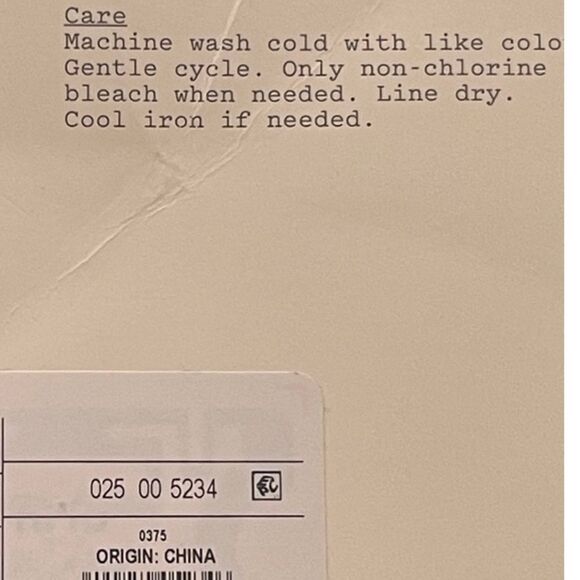 Care
Machine wash cold with like colo
Gentle cycle. Only non-chlorine
bleach when needed. Line dry.
Cool iron if needed.
025 00 5234
0375
ORIGIN: CHINA